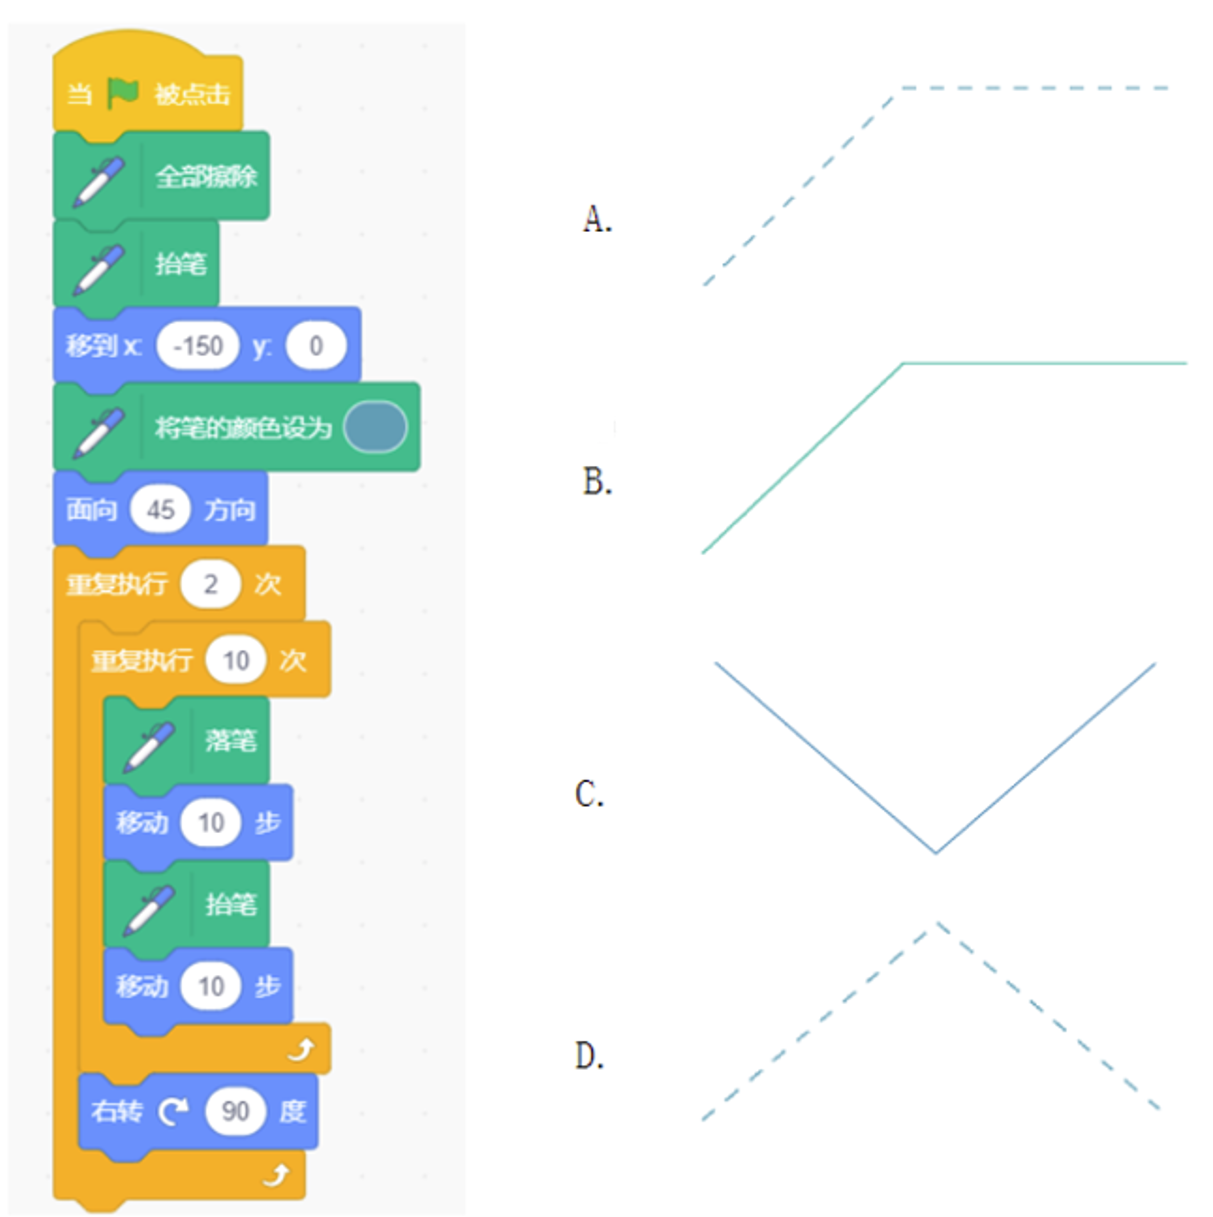 当 被点击
全部擦除
抬笔
移到 x: -150 y: 0
将笔的颜色设为
面向 45 方向
重复执行 2 次
重复执行 10 次
落笔
移动 10 步
抬笔
移动 10 步
右转 90 度
A.
B.
C.
D.